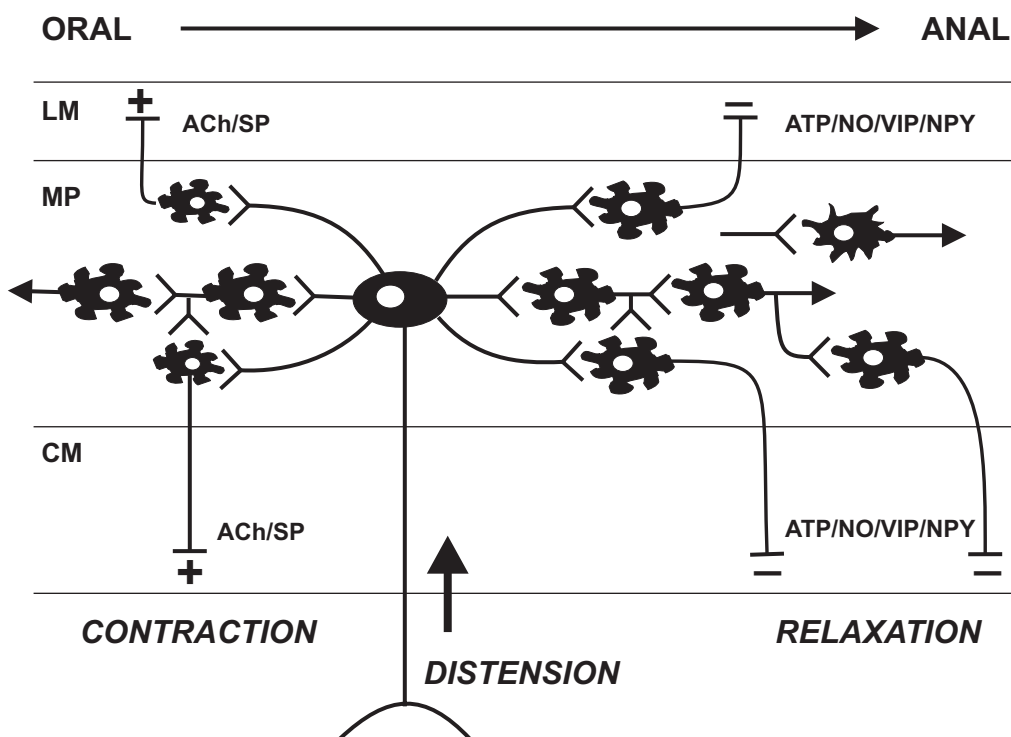 ORAL ANAL
LM + ACh/SP − ATP/NO/VIP/NPY
MP
CM
ACh/SP ATP/NO/VIP/NPY
+ − −
CONTRACTION RELAXATION
DISTENSION